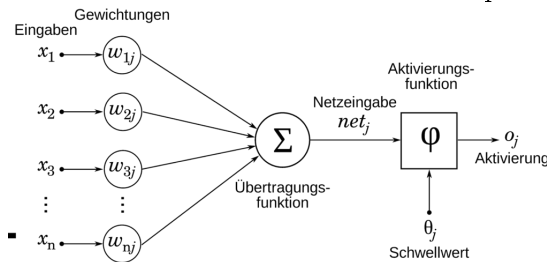 Gewichtungen
Eingaben
x1 w1j
x2 w2j
x3 w3j
⋮ ⋮
xn wnj
Σ
Übertragungs-
funktion
Netzeingabe
netj
Aktivierungs-
funktion
φ
oj
Aktivierung
θj
Schwellwert